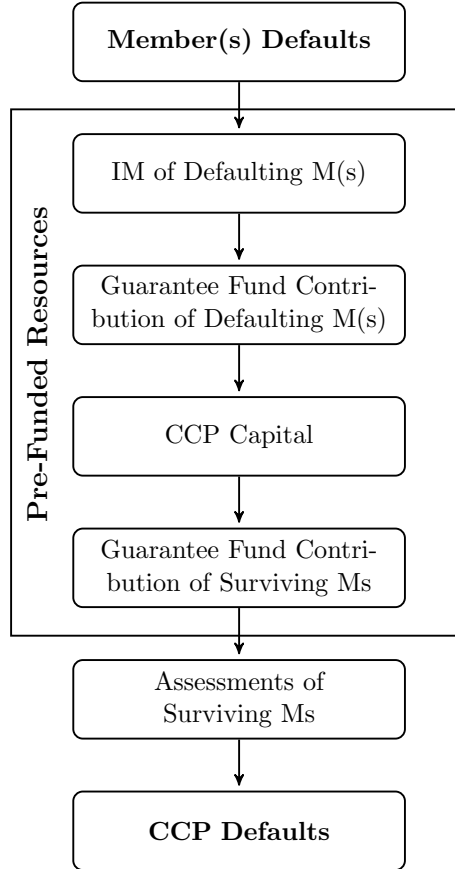 Member(s) Defaults
Pre-Funded Resources
IM of Defaulting M(s)
Guarantee Fund Contri-
bution of Defaulting M(s)
CCP Capital
Guarantee Fund Contri-
bution of Surviving Ms
Assessments of
Surviving Ms
CCP Defaults